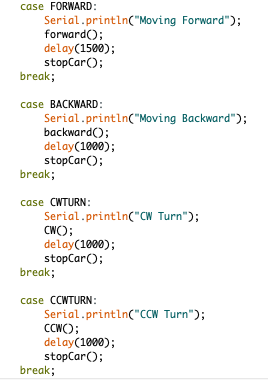 case FORWARD:
Serial.println("Moving Forward");
forward();
delay(1500);
stopCar();
break;
case BACKWARD:
Serial.println("Moving Backward");
backward();
delay(1000);
stopCar();
break;
case CWTURN:
Serial.println("CW Turn");
CW();
delay(1000);
stopCar();
break;
case CCWTURN:
Serial.println("CCW Turn");
CCW();
delay(1000);
stopCar();
break;